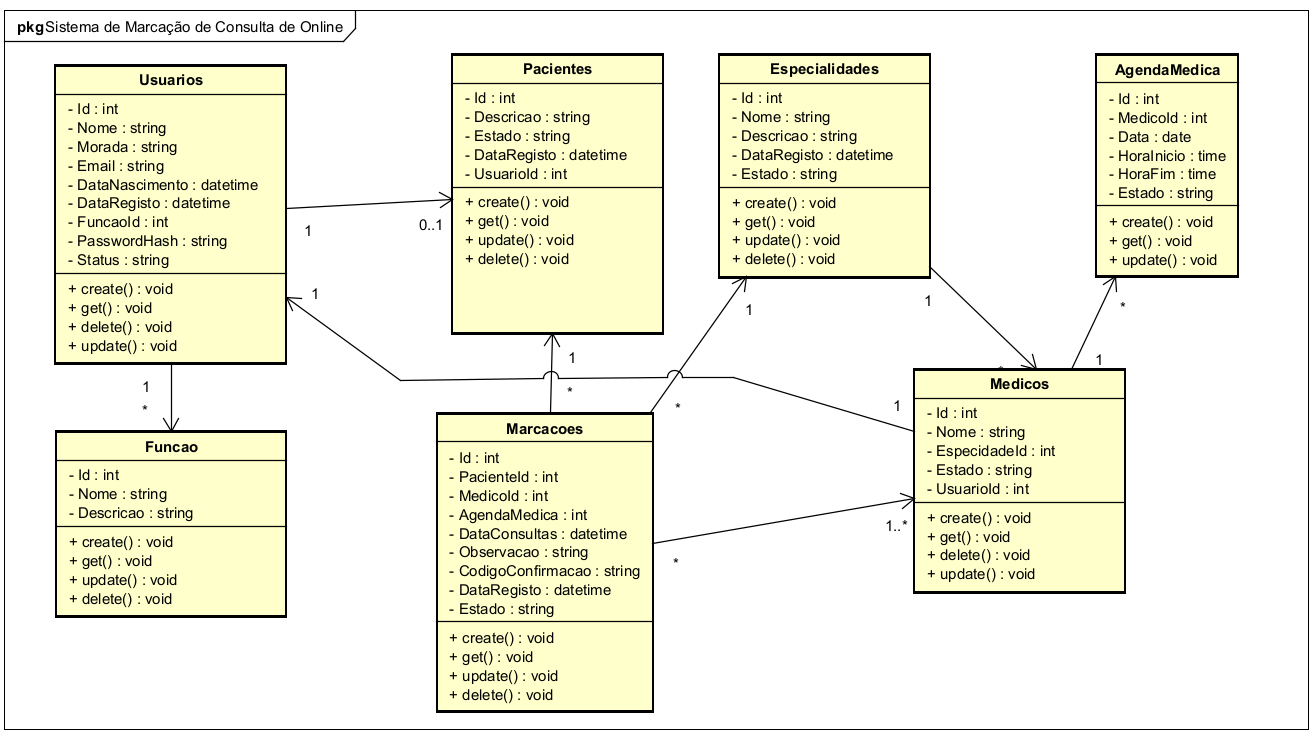 pkg Sistema de Marcação de Consulta de Online
Usuarios
- Id : int
- Nome : string
- Morada : string
- Email : string
- DataNascimento : datetime
- DataRegisto : datetime
- FuncaoId : int
- PasswordHash : string
- Status : string
+ create() : void
+ get() : void
+ delete() : void
+ update() : void
Pacientes
- Id : int
- Descricao : string
- Estado : string
- DataRegisto : datetime
- UsuarioId : int
+ create() : void
+ get() : void
+ update() : void
+ delete() : void
Especialidades
- Id : int
- Nome : string
- Descricao : string
- DataRegisto : datetime
- Estado : string
+ create() : void
+ get() : void
+ update() : void
+ delete() : void
AgendaMedica
- Id : int
- MedicoId : int
- Data : date
- HoraInicio : time
- HoraFim : time
- Estado : string
+ create() : void
+ get() : void
+ update() : void
1
0..1
1
1
*
1
*
1
*
1
*
1
*
1
Funcao
- Id : int
- Nome : string
- Descricao : string
+ create() : void
+ get() : void
+ update() : void
+ delete() : void
Marcacoes
- Id : int
- PacienteId : int
- MedicoId : int
- AgendaMedica : int
- DataConsultas : datetime
- Observacao : string
- CodigoConfirmacao : string
- DataRegisto : datetime
- Estado : string
+ create() : void
+ get() : void
+ update() : void
+ delete() : void
*
1..*
Medicos
- Id : int
- Nome : string
- EspecidadeId : int
- Estado : string
- UsuarioId : int
+ create() : void
+ get() : void
+ delete() : void
+ update() : void